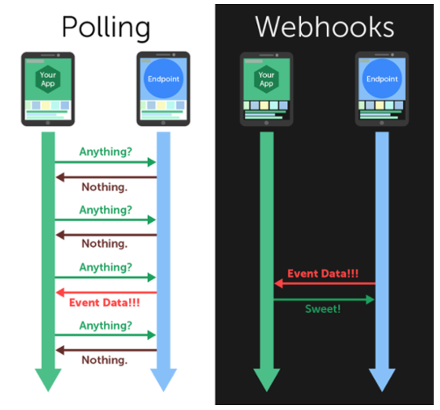 Polling
Your
App
Endpoint
Anything?
Nothing.
Anything?
Nothing.
Anything?
Event Data!!!
Anything?
Nothing.
Webhooks
Your
App
Endpoint
Event Data!!!
Sweet!